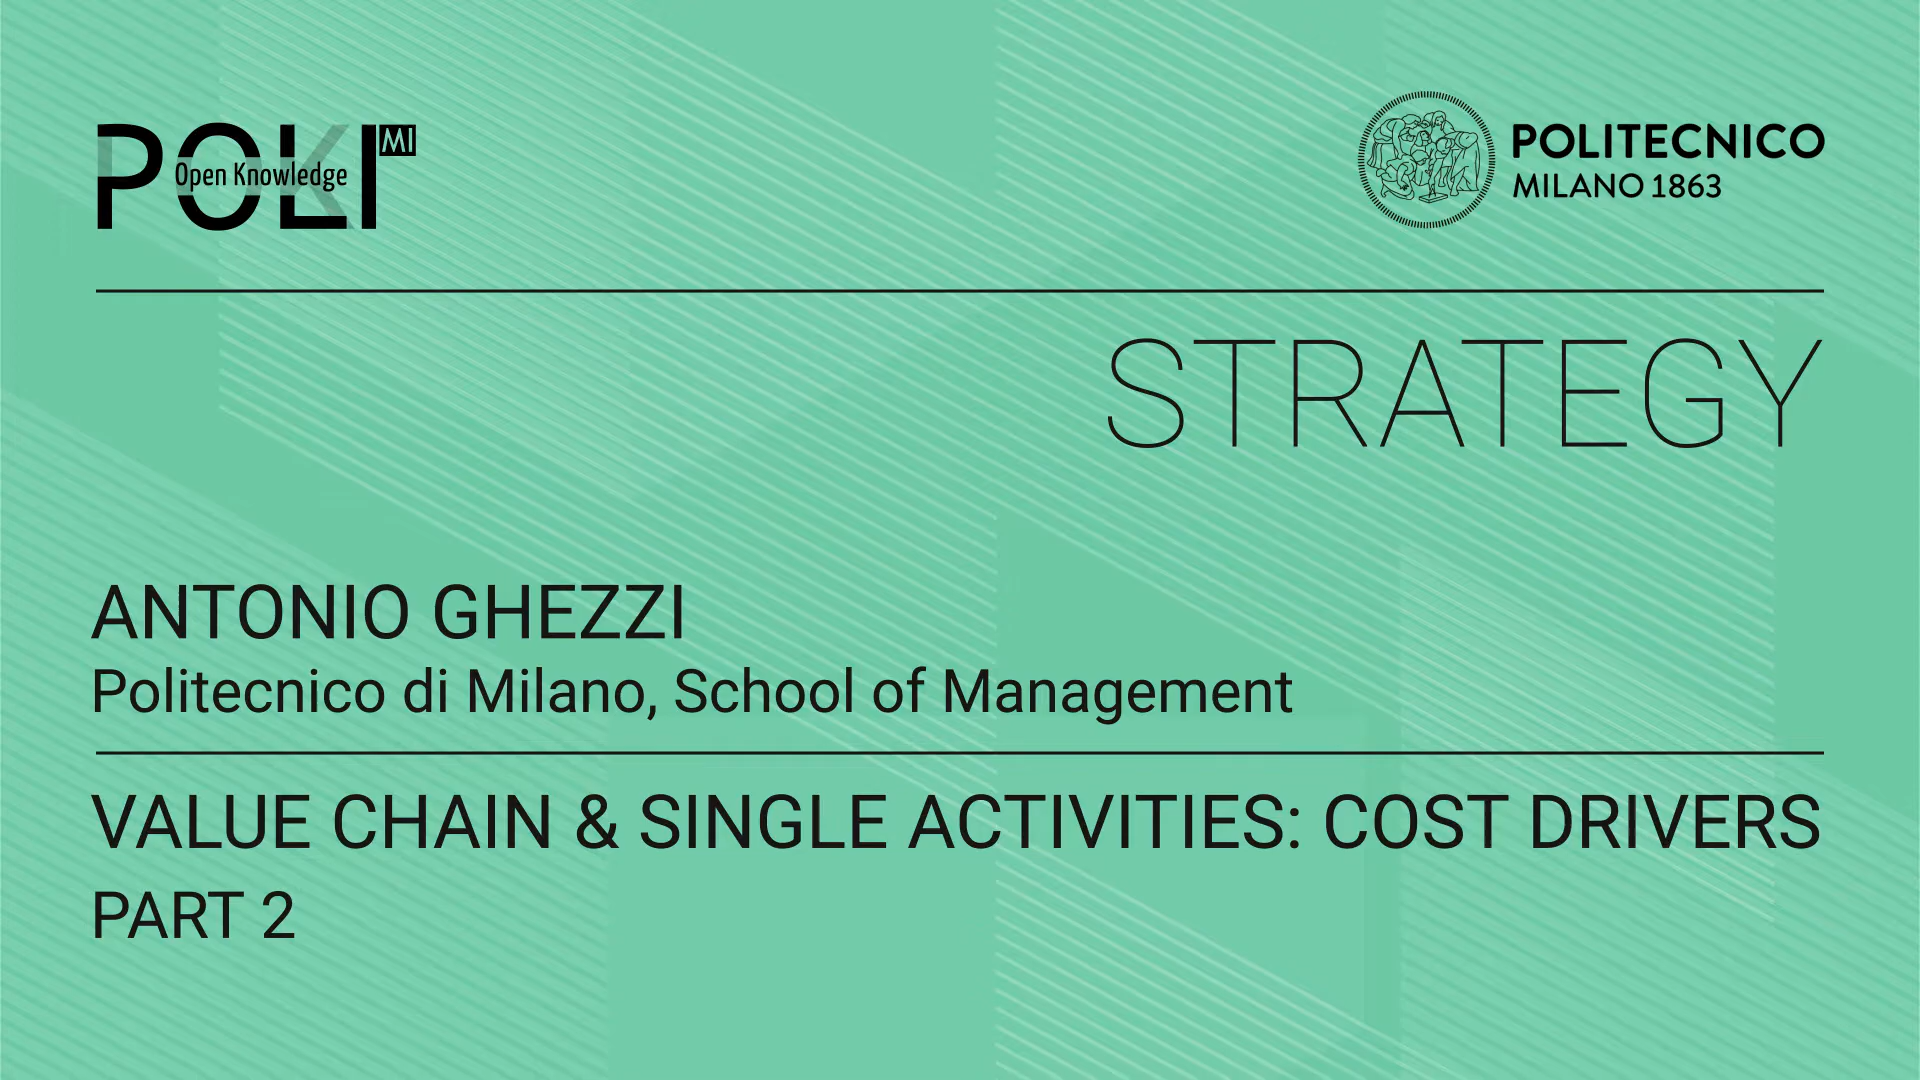 POLI MI
Open Knowledge
POLITECNICO
MILANO 1863
STRATEGY
ANTONIO GHEZZI
Politecnico di Milano, School of Management
VALUE CHAIN & SINGLE ACTIVITIES: COST DRIVERS
PART 2